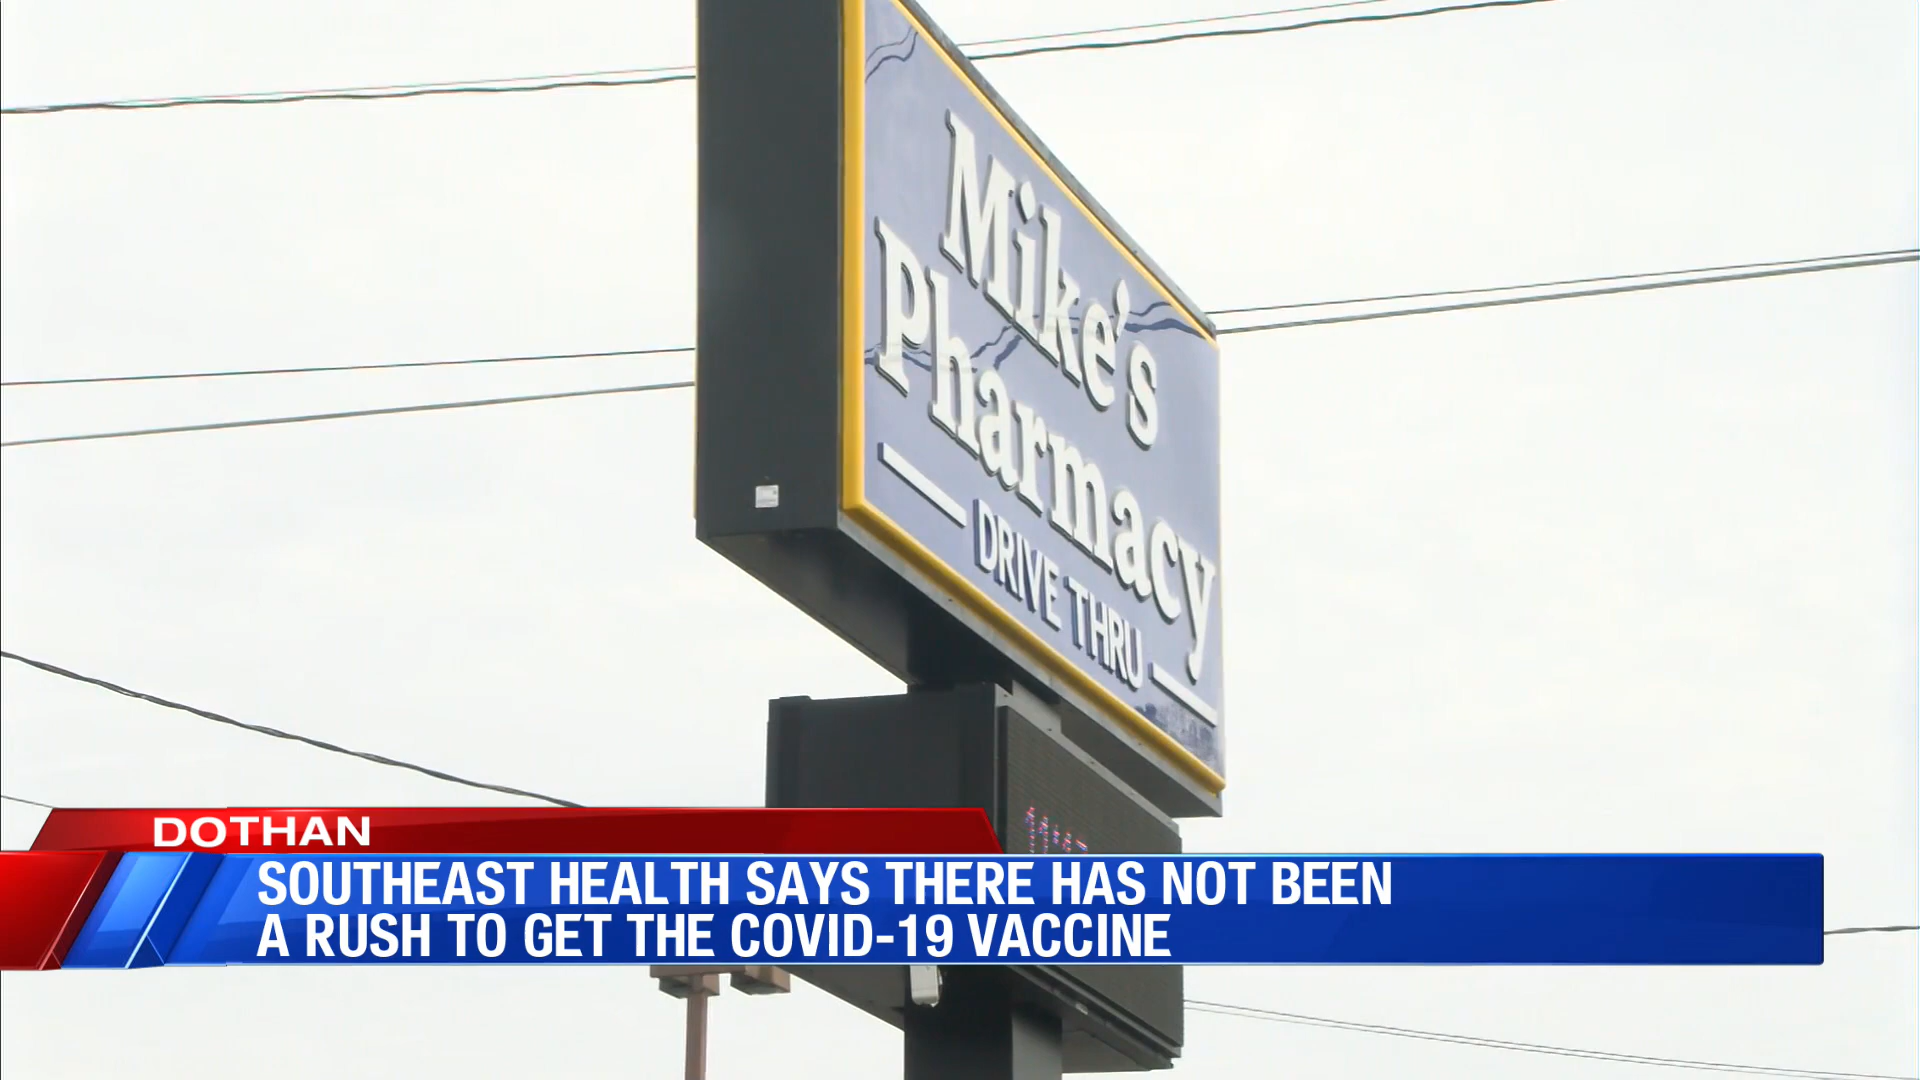 Mike's
Pharmacy
DRIVE THRU
DOTHAN
SOUTHEAST HEALTH SAYS THERE HAS NOT BEEN
A RUSH TO GET THE COVID-19 VACCINE